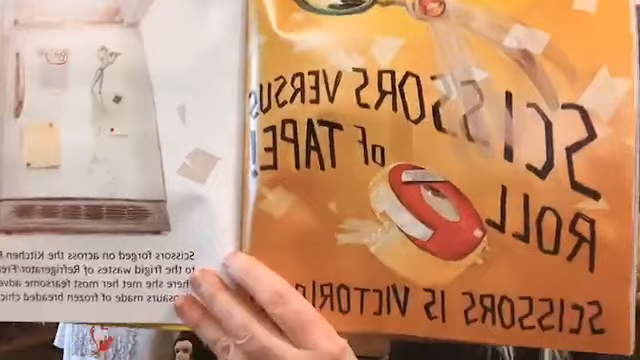 Scissors forged on across the Kitchen
to the frigid wastes of Refrigerator/
she met her most fearsome
made of frozen breaded
SCISSORS VERSUS
ROLL of TAPE!
SCISSORS IS